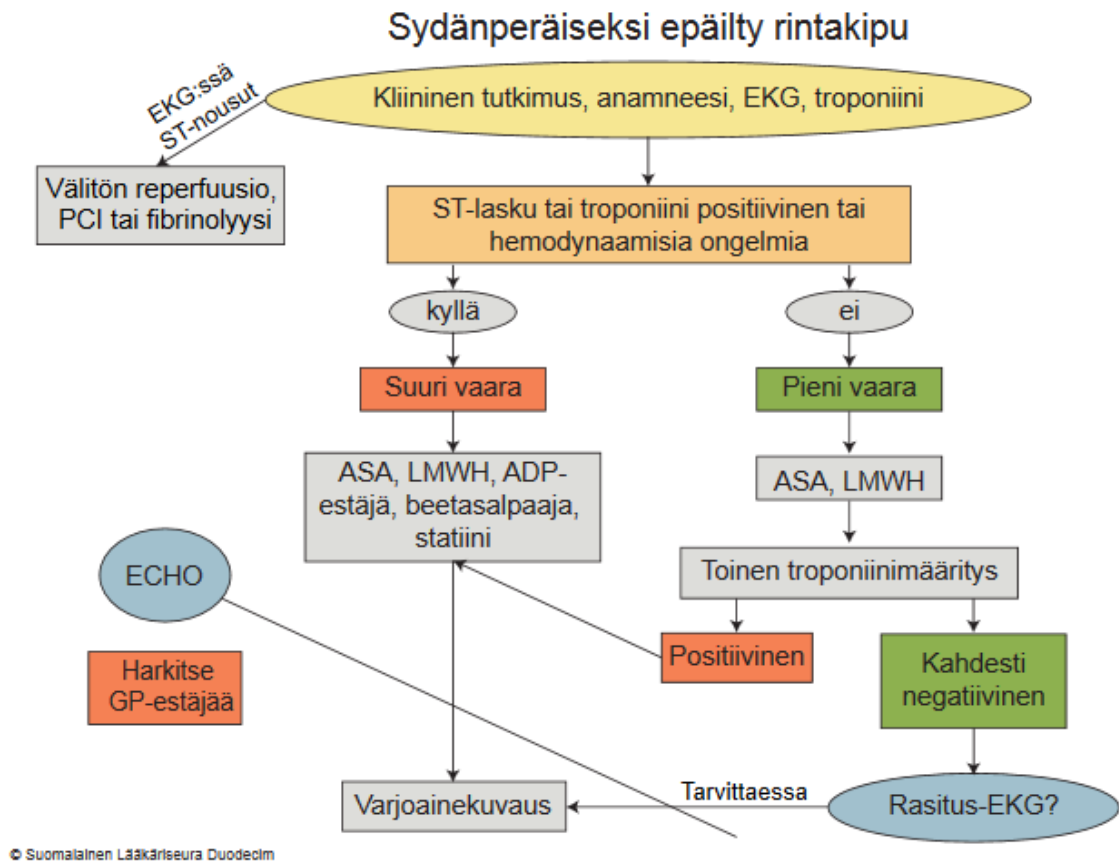 Sydänperäiseksi epäilty rintakipu
Kliininen tutkimus, anamneesi, EKG, troponiini
EKG:ssä
ST-nousut
Välitön reperfuusio,
PCI tai fibrinolyysi
ST-lasku tai troponiini positiivinen tai
hemodynaamisia ongelmia
kyllä
ei
Suuri vaara
Pieni vaara
ASA, LMWH, ADP-
estäjä, beetasalpaaja,
statiini
ASA, LMWH
ECHO
Toinen troponiinimääritys
Harkitse
GP-estäjää
Positiivinen
Kahdesti
negatiivinen
Varjoainekuvaus
Tarvittaessa
Rasitus-EKG?
© Suomalainen Lääkäriseura Duodecim